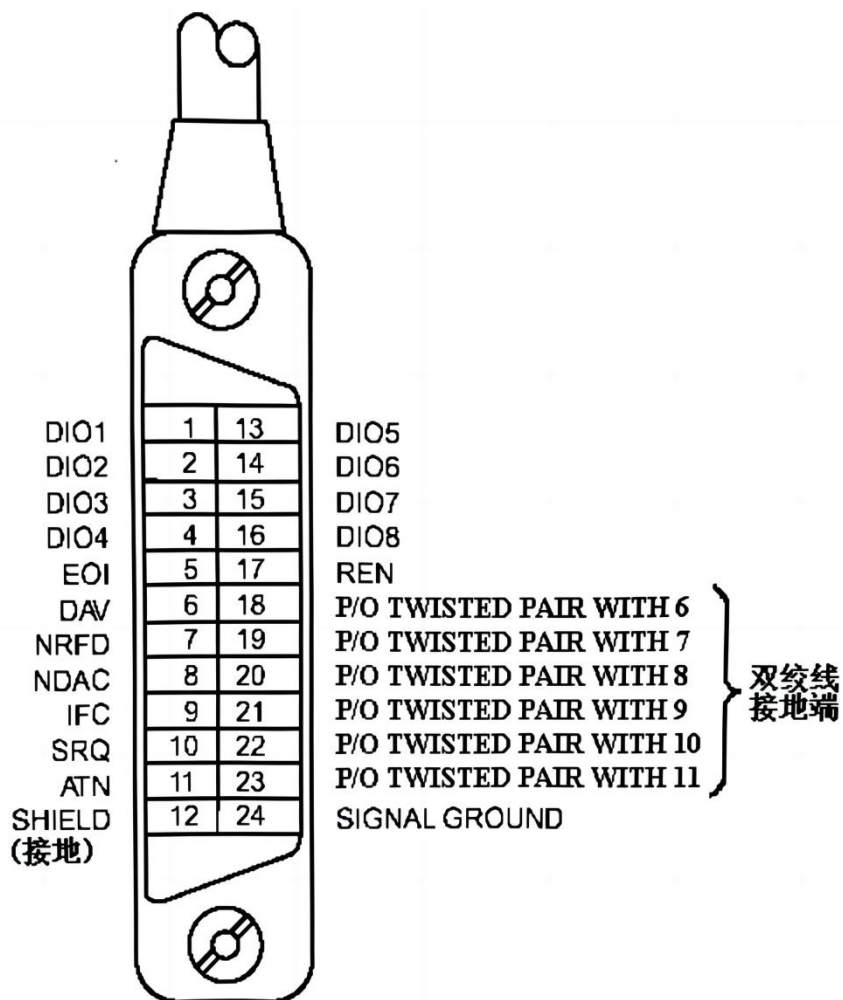 DIO1 1 13 DIO5
DIO2 2 14 DIO6
DIO3 3 15 DIO7
DIO4 4 16 DIO8
EOI 5 17 REN
DAV 6 18 P/O TWISTED PAIR WITH 6
NRFD 7 19 P/O TWISTED PAIR WITH 7
NDAC 8 20 P/O TWISTED PAIR WITH 8
IFC 9 21 P/O TWISTED PAIR WITH 9
SRQ 10 22 P/O TWISTED PAIR WITH 10
ATN 11 23 P/O TWISTED PAIR WITH 11
SHIELD 12 24 SIGNAL GROUND
(接地)
双绞线
接地端